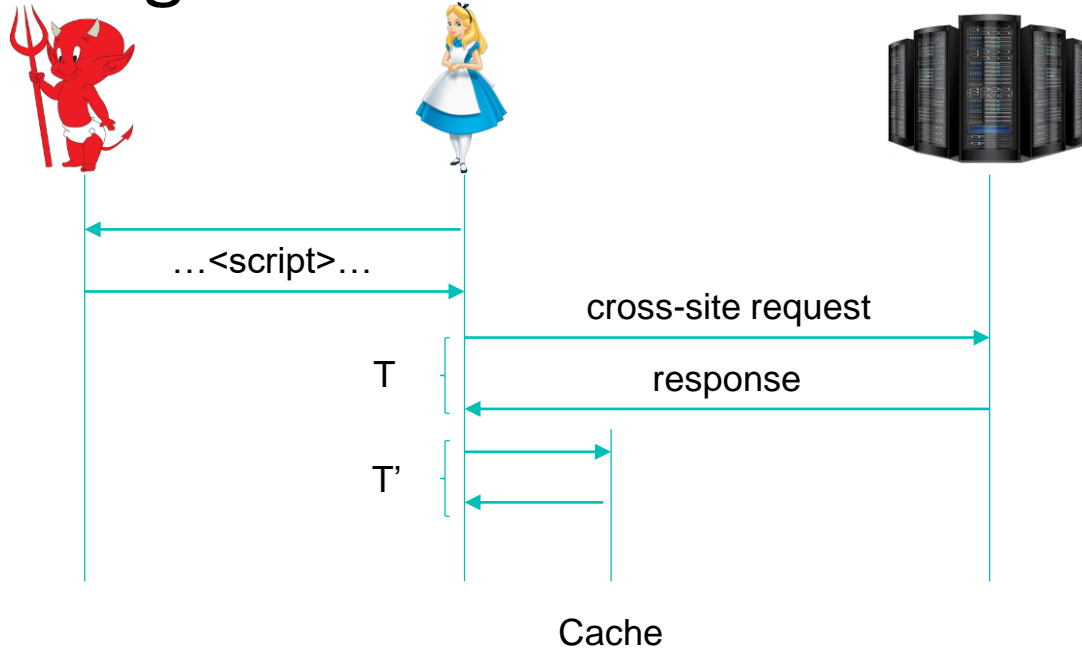 …<script>…
cross-site request
T
response
T’
Cache